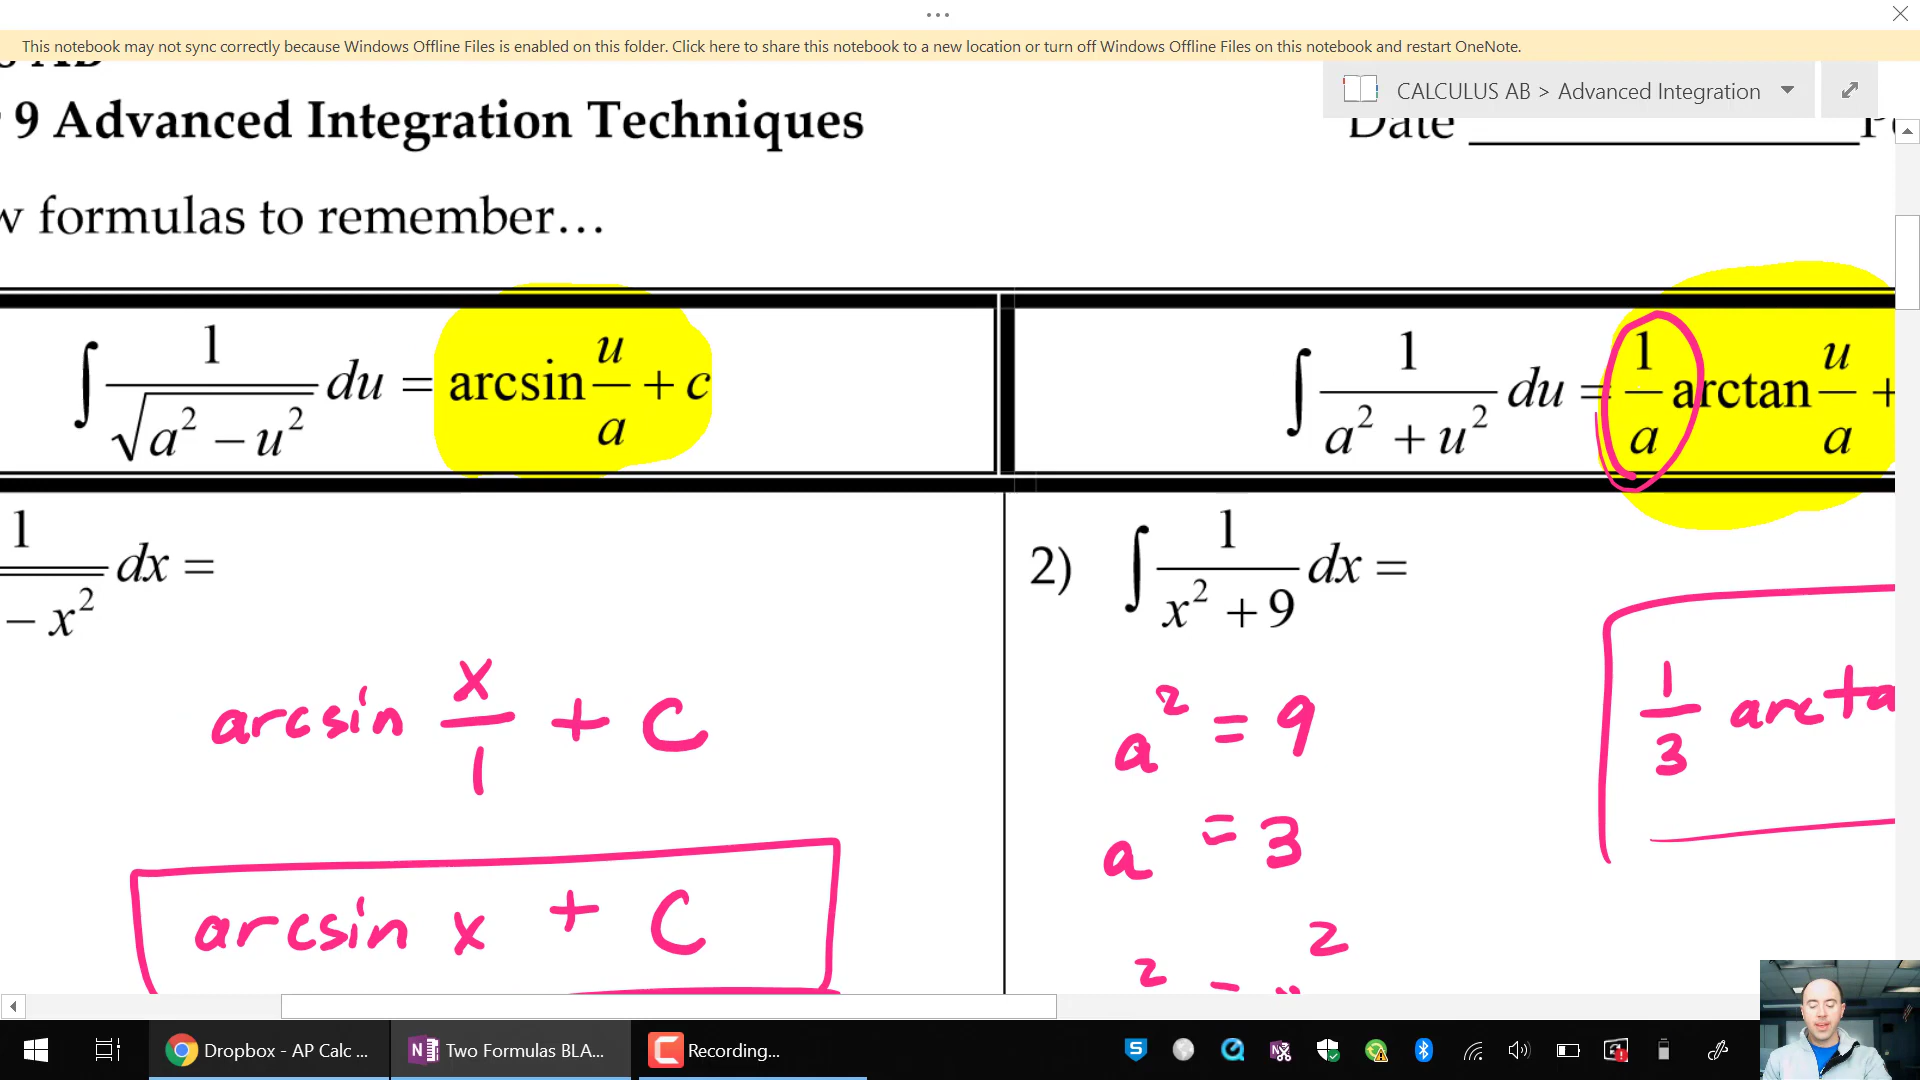 This notebook may not sync correctly because Windows Offline Files is enabled on this folder. Click here to share this notebook to a new location or turn off Windows Offline Files on this notebook and restart OneNote.
CALCULUS AB > Advanced Integration
9 Advanced Integration Techniques
Date
formulas to remember...
∫ 1/√(a² – u²) du = arcsin u/a + c
∫ 1/(a² + u²) du = 1/a arctan u/a +
1/ – x² dx =
2) ∫ 1/(x² + 9) dx =
arcsin x/1 + C
a² = 9
1/3 arcta
a = 3
arcsin x + C
2
2 =
Dropbox - AP Calc ...
Two Formulas BLA...
Recording...